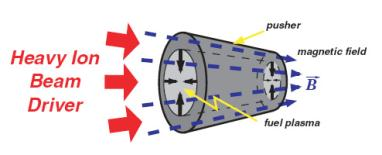 pusher
Heavy Ion
Beam
Driver
magnetic field
B
fuel plasma